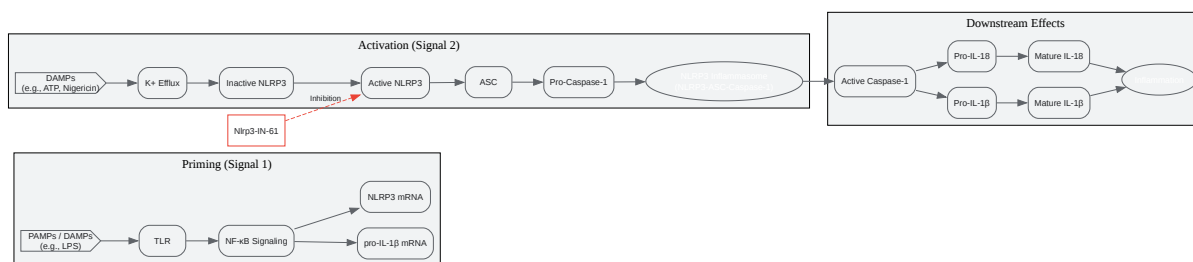 Downstream Effects
Activation (Signal 2)
DAMPs
(e.g., ATP, Nigericin)
K+ Efflux
Inactive NLRP3
Active NLRP3
ASC
Pro-Caspase-1
Active Caspase-1
Pro-IL-18
Mature IL-18
Pro-IL-1β
Mature IL-1β
Inhibition
Nlrp3-IN-61
Priming (Signal 1)
PAMPs / DAMPs
(e.g., LPS)
TLR
NF-κB Signaling
NLRP3 mRNA
pro-IL-1β mRNA